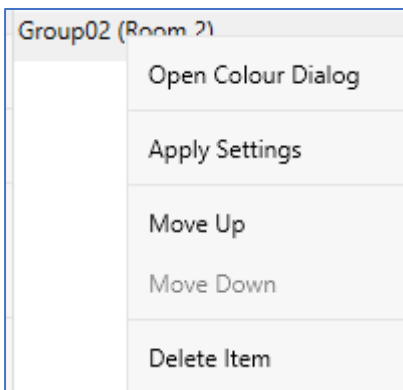 Group02 (Room 2)
Open Colour Dialog
Apply Settings
Move Up
Move Down
Delete Item